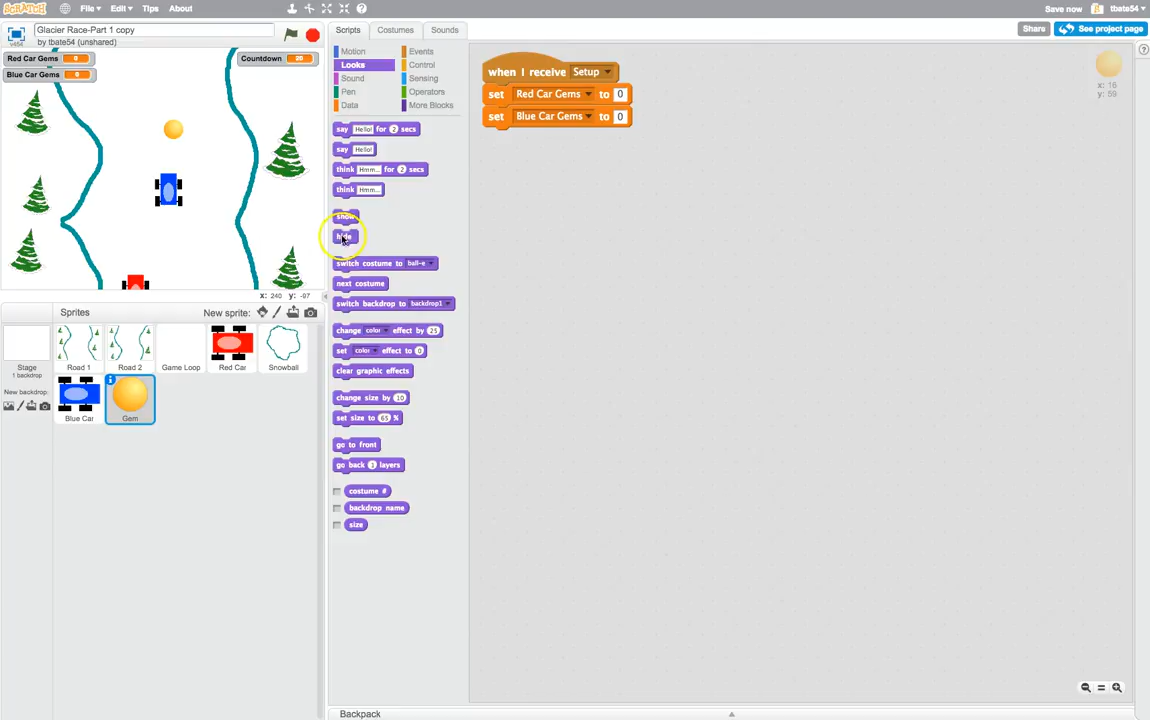 SCRATCH File Edit Tips About Save now tbate54
Glacier Race-Part 1 copy
by tbate54 (unshared)
v454
Scripts Costumes Sounds
Share See project page
Red Car Gems 0
Blue Car Gems 0
Countdown 20
Motion Events
Looks Control
Sound Sensing
Pen Operators
Data More Blocks
say Hello! for 2 secs
say Hello!
think Hmm... for 2 secs
think Hmm...
show
hide
switch costume to ball-e
next costume
switch backdrop to backdrop1
change color effect by 25
set color effect to 0
clear graphic effects
change size by 10
set size to 65 %
go to front
go back 1 layers
costume #
backdrop name
size
when I receive Setup
set Red Car Gems to 0
set Blue Car Gems to 0
x: 16
y: 59
x: 240 y: -97
Sprites New sprite:
Stage
1 backdrop
New backdrop:
Road 1 Road 2 Game Loop Red Car Snowball
Blue Car Gem
Backpack